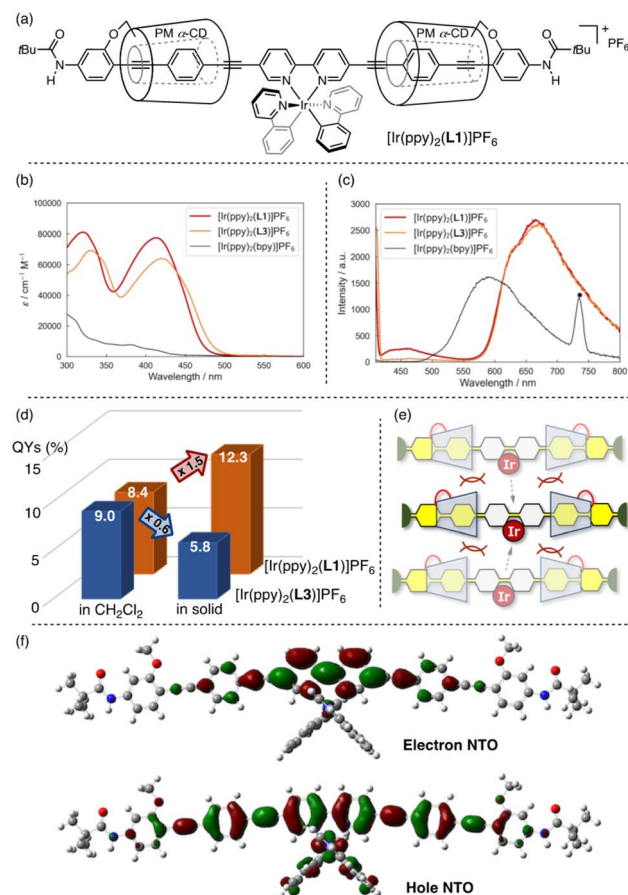 (a)
PM α-CD
PM α-CD
+
PF6
tBu
O
N
H
O
N
N
N
Ir
N
O
O
tBu
N
H
[Ir(ppy)2(L1)]PF6
(b)
100000
80000
60000
40000
20000
0
ε / cm-1 M-1
300 350 400 450 500 550 600
Wavelength / nm
[Ir(ppy)2(L1)]PF6
[Ir(ppy)2(L3)]PF6
[Ir(ppy)2(bpy)]PF6
(c)
3000
2500
2000
1500
1000
500
0
Intensity / a.u.
450 500 550 600 650 700 750 800
Wavelength / nm
[Ir(ppy)2(L1)]PF6
[Ir(ppy)2(L3)]PF6
[Ir(ppy)2(bpy)]PF6
(d)
QYs (%)
15
10
5
0
9.0
8.4
x 0.6
x 1.5
5.8
12.3
[Ir(ppy)2(L1)]PF6
[Ir(ppy)2(L3)]PF6
in CH2Cl2
in solid
(e)
Ir
Ir
Ir
(f)
Electron NTO
Hole NTO